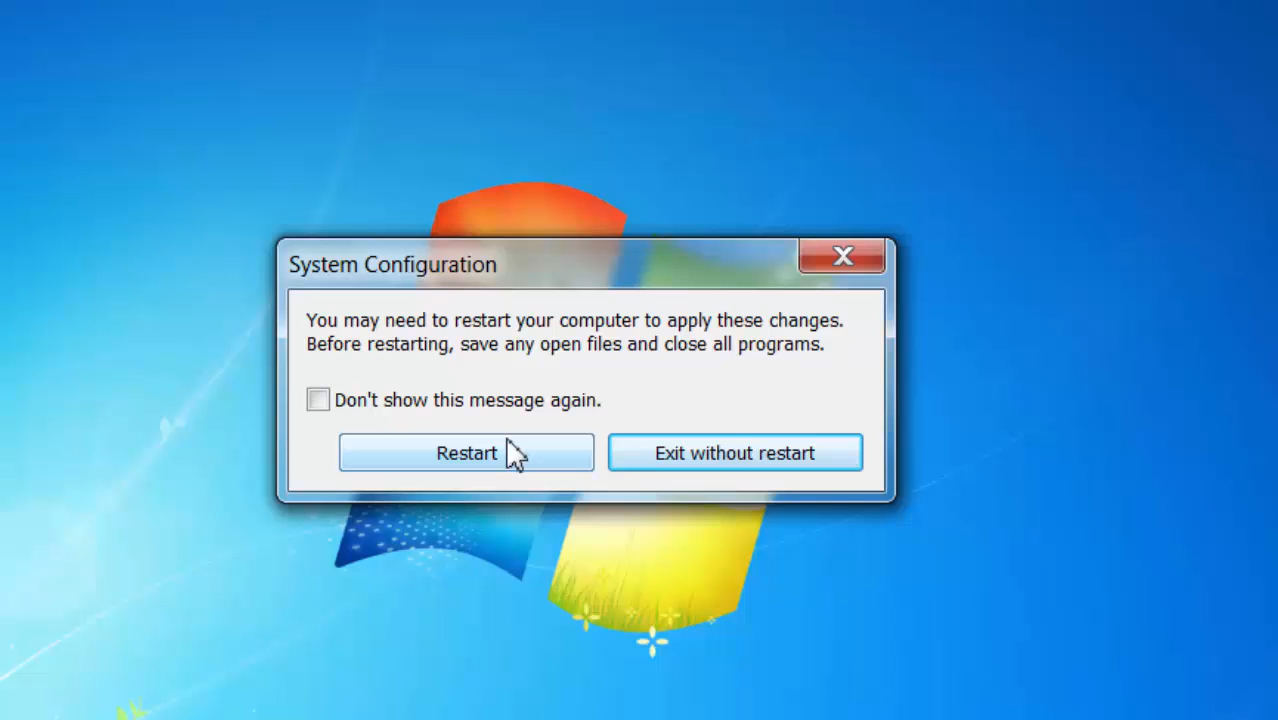 System Configuration
You may need to restart your computer to apply these changes.
Before restarting, save any open files and close all programs.
Don't show this message again.
Restart
Exit without restart